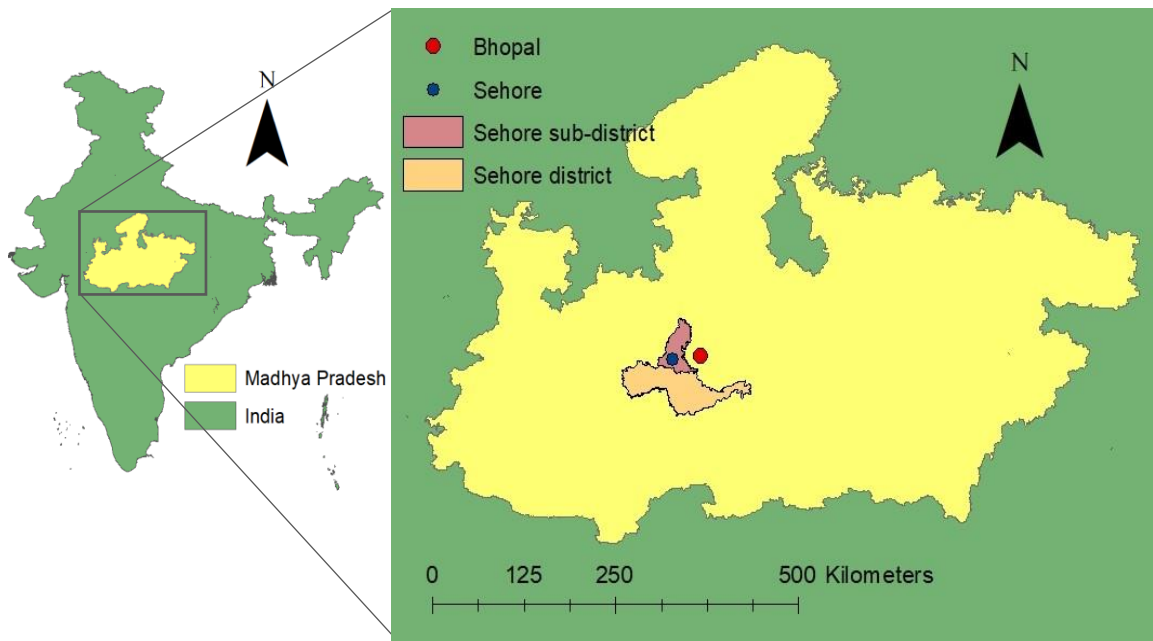 N
Madhya Pradesh
India
Bhopal
Sehore
Sehore sub-district
Sehore district
N
0 125 250 500 Kilometers